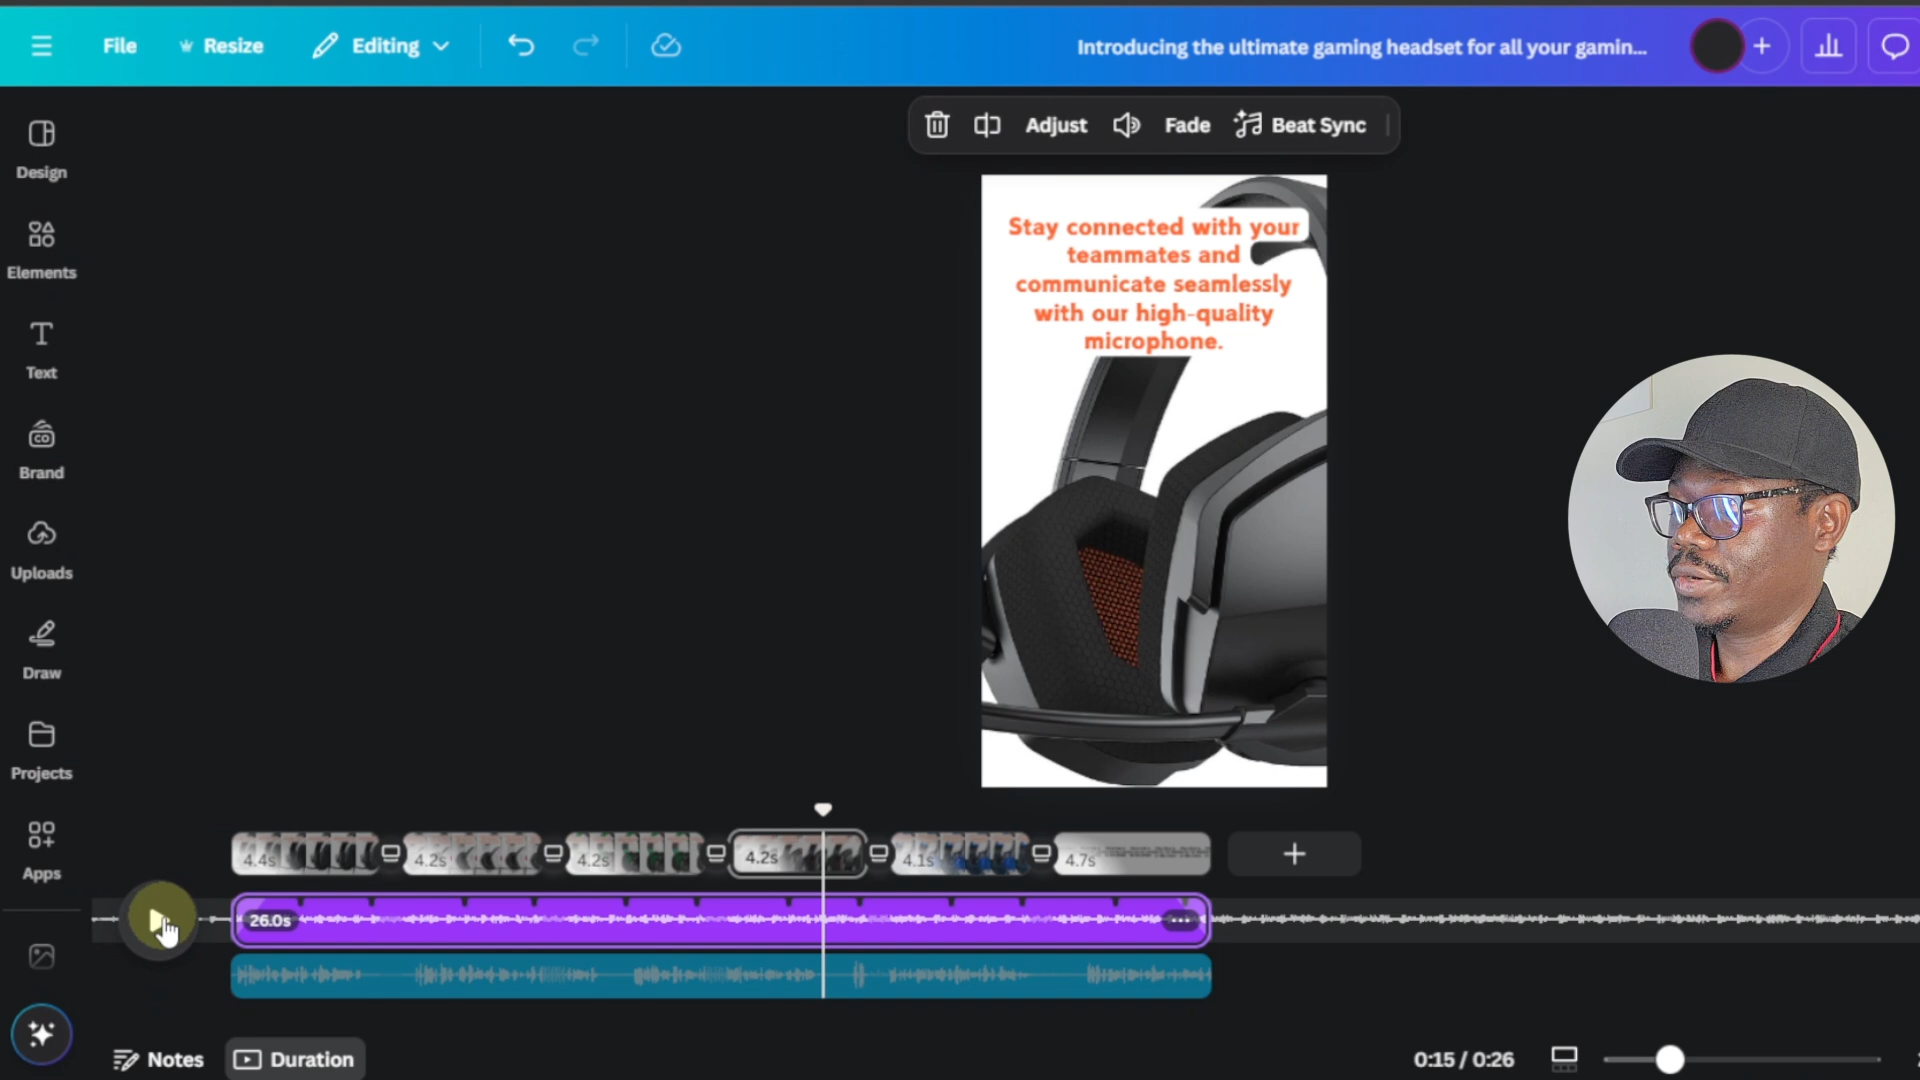 File
Resize
Editing
Introducing the ultimate gaming headset for all your gamin...
Adjust
Fade
Beat Sync
Design
Elements
Text
CO
Brand
Uploads
Draw
Projects
Apps
Stay connected with your
teammates and
communicate seamlessly
with our high-quality
microphone.
4.4s
4.2s
4.2s
4.2s
4.1s
4.7s
26.0s
Notes
Duration
0:15 / 0:26